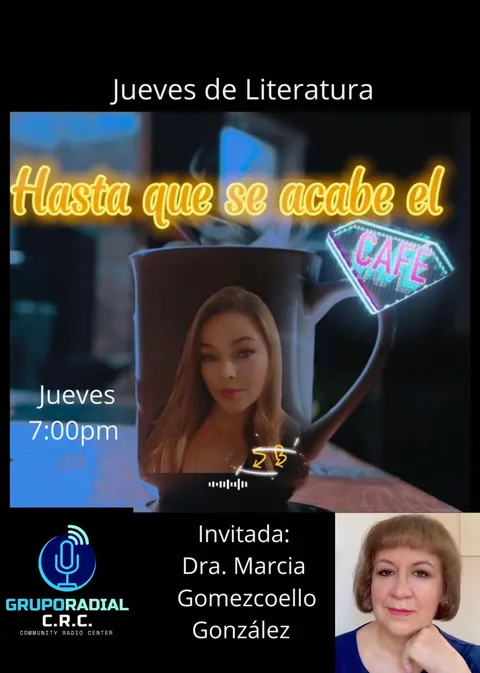 Jueves de Literatura
Hasta que se acabe el
CAFÉ
Jueves
7:00pm
Invitada:
Dra. Marcia
Gomezcoello
González
GRUPORADIAL
C.R.C.
COMMUNITY RADIO CENTER